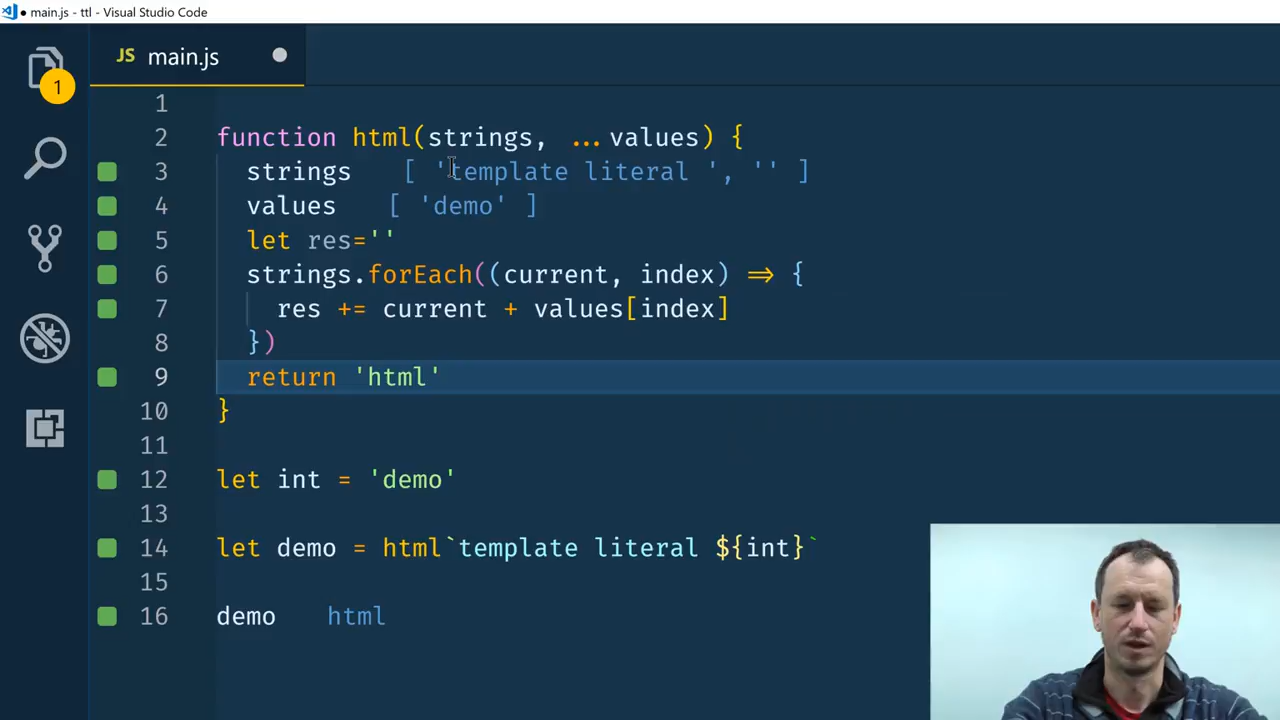 ● main.js - ttl - Visual Studio Code
JS main.js
1
1
2 function html(strings, ...values) {
3 strings [ 'template literal ', '' ]
4 values [ 'demo' ]
5 let res=''
6 strings.forEach((current, index) => {
7 res += current + values[index]
8 })
9 return 'html'
10 }
11
12 let int = 'demo'
13
14 let demo = html`template literal ${int}`
15
16 demo html